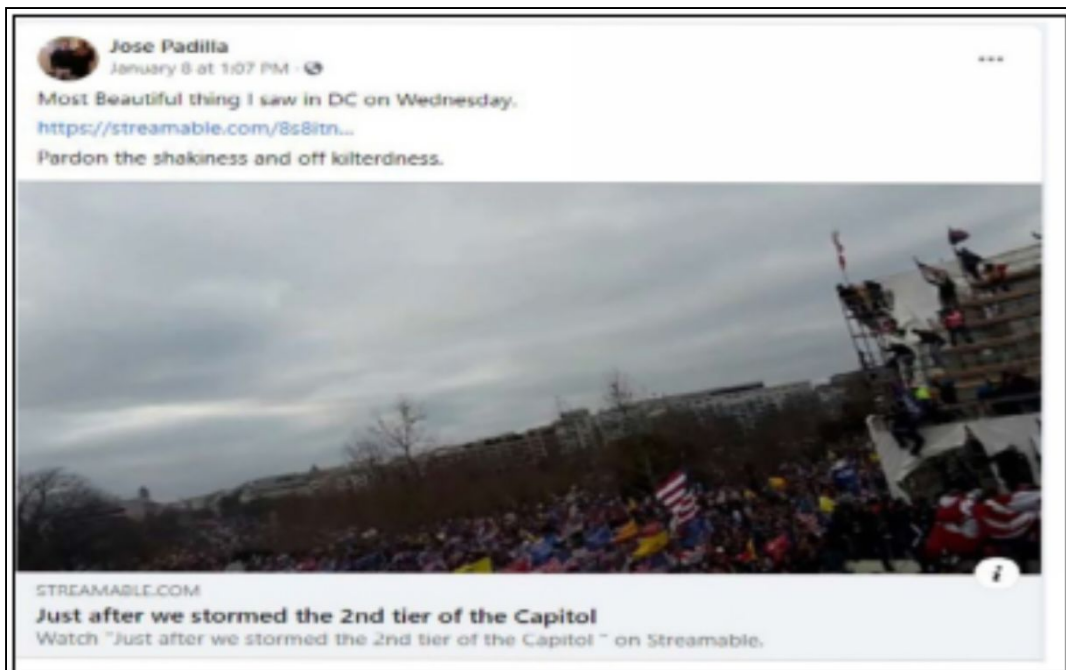 Jose Padilla
January 8 at 1:07 PM ·
Most Beautiful thing I saw in DC on Wednesday.
https://streamable.com/8s8itn...
Pardon the shakiness and off kilterdness.
i
STREAMABLE.COM
Just after we stormed the 2nd tier of the Capitol
Watch "Just after we stormed the 2nd tier of the Capitol " on Streamable.